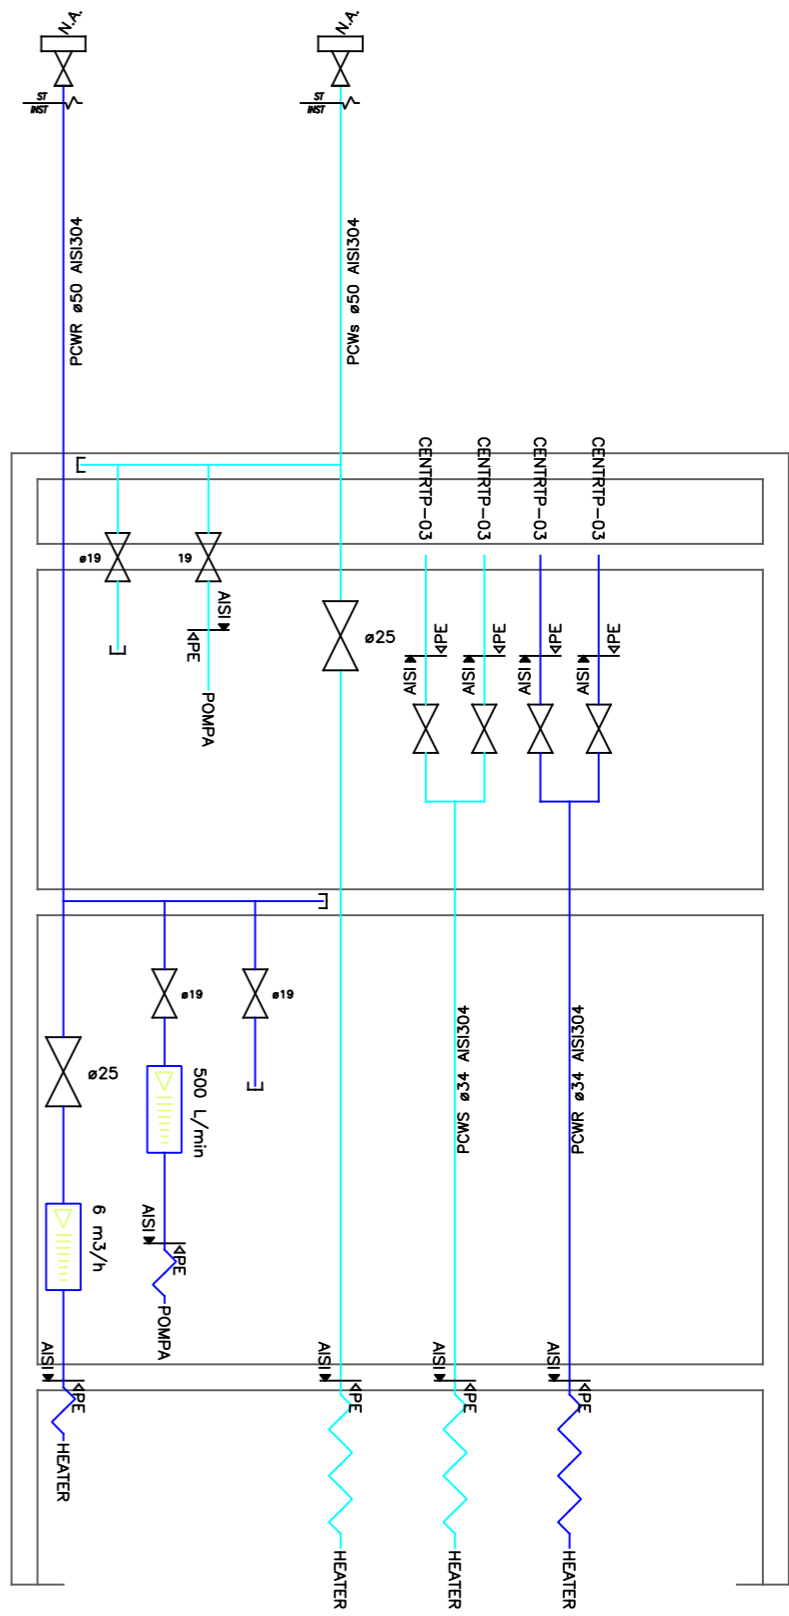 N.A.
N.A.
ST
INST
ST
INST
PCWR ø50 AISI304
PCWs ø50 AISI304
CENTRTP-03
CENTRTP-03
CENTRTP-03
CENTRTP-03
ø19
19
AISI
PE
POMPA
ø25
AISI
PE
AISI
PE
AISI
PE
AISI
PE
ø19
ø19
ø25
500 L/min
6 m3/h
PCWS ø34 AISI304
PCWR ø34 AISI304
AISI
PE
POMPA
AISI
PE
HEATER
AISI
PE
HEATER
AISI
PE
HEATER
AISI
PE
HEATER